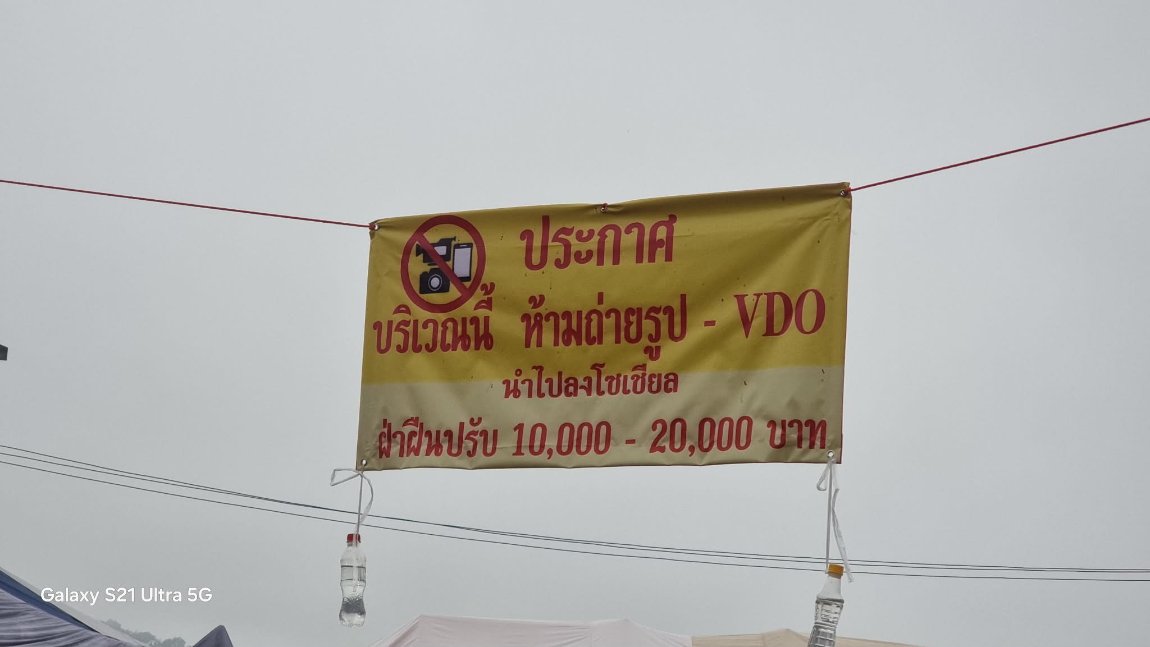 ประกาศ
บริเวณนี้ ห้ามถ่ายรูป - VDO
นำไปลงโซเชียล
ฝ่าฝืนปรับ 10,000 - 20,000 บาท
Galaxy S21 Ultra 5G